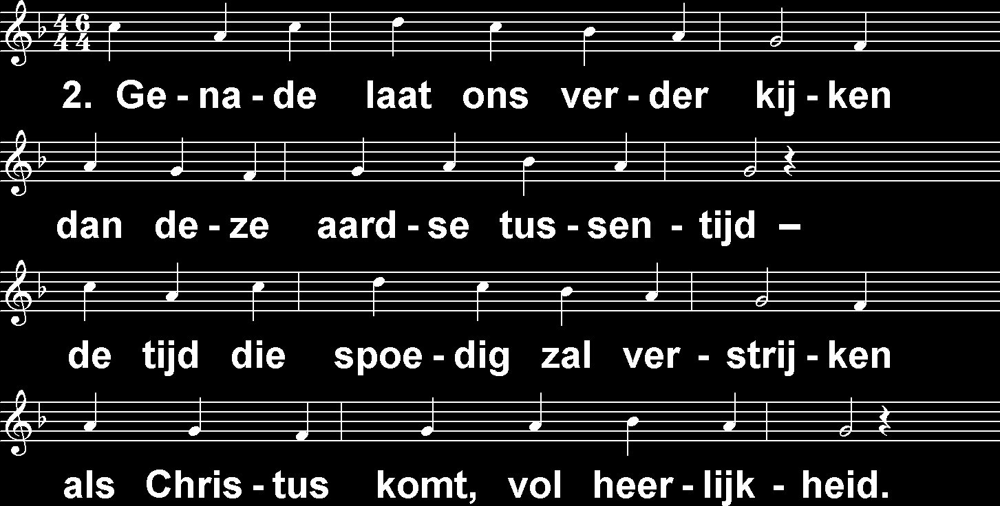 4 6
4 4
2. Ge - na - de laat ons ver - der kij - ken
dan de - ze aard - se tus - sen - tijd –
de tijd die spoe - dig zal ver - strij - ken
als Chris - tus komt, vol heer - lijk - heid.